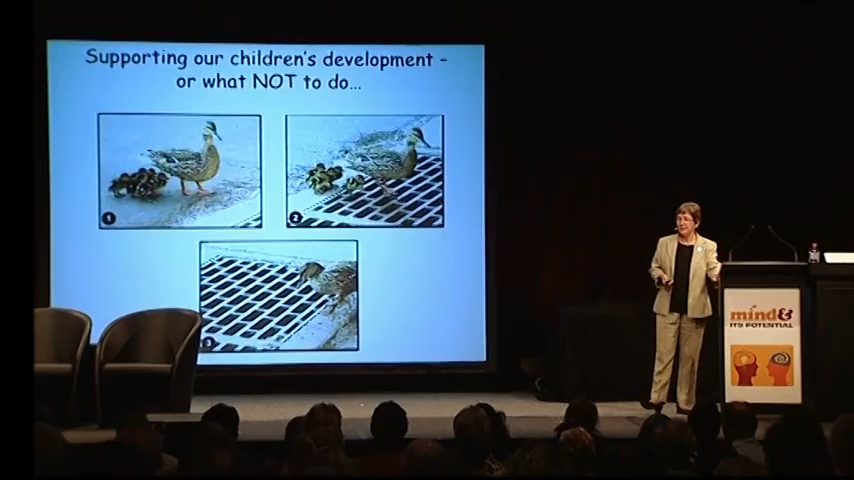 Supporting our children's development -
or what NOT to do...
1
2
3
mind&
ITS POTENTIAL